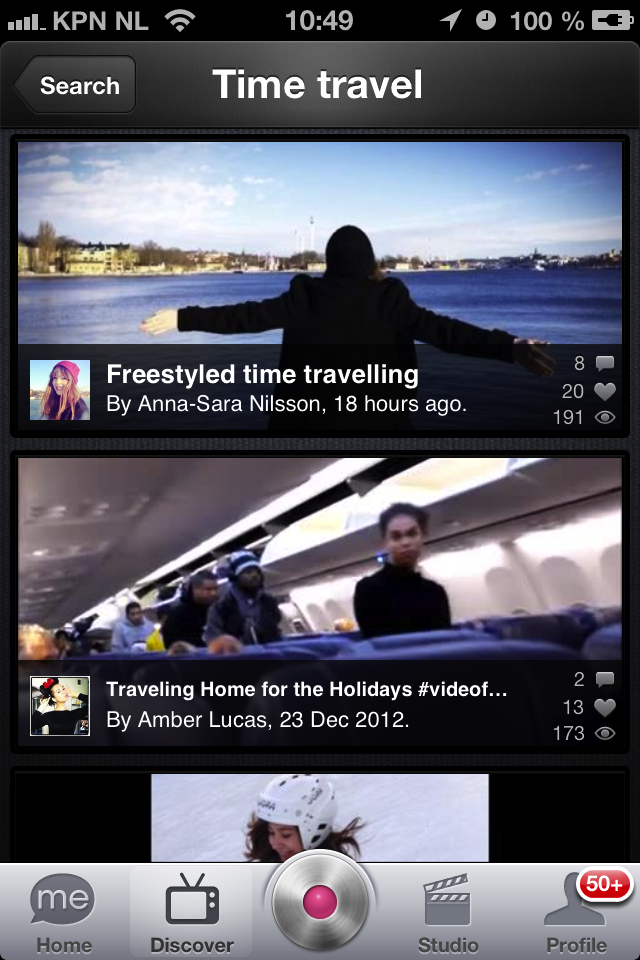 KPN NL 10:49 100 %
Search Time travel
Freestyled time travelling
By Anna-Sara Nilsson, 18 hours ago.
8
20
191
Traveling Home for the Holidays #videof...
By Amber Lucas, 23 Dec 2012.
2
13
173
me
50+
Home Discover Studio Profile